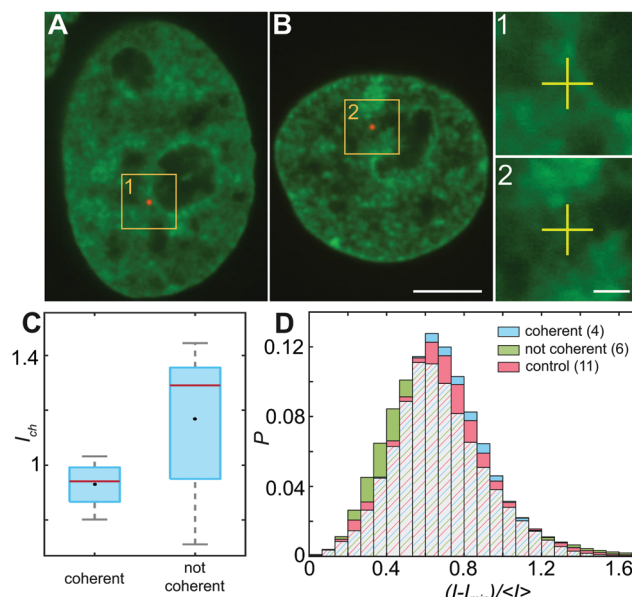 A
B
1
2
1
2
C
1.4
1
I_ch
coherent
not
coherent
D
coherent (4)
not coherent (6)
control (11)
0.12
0.08
0.04
0
P
0 0.4 0.8 1.2 1.6